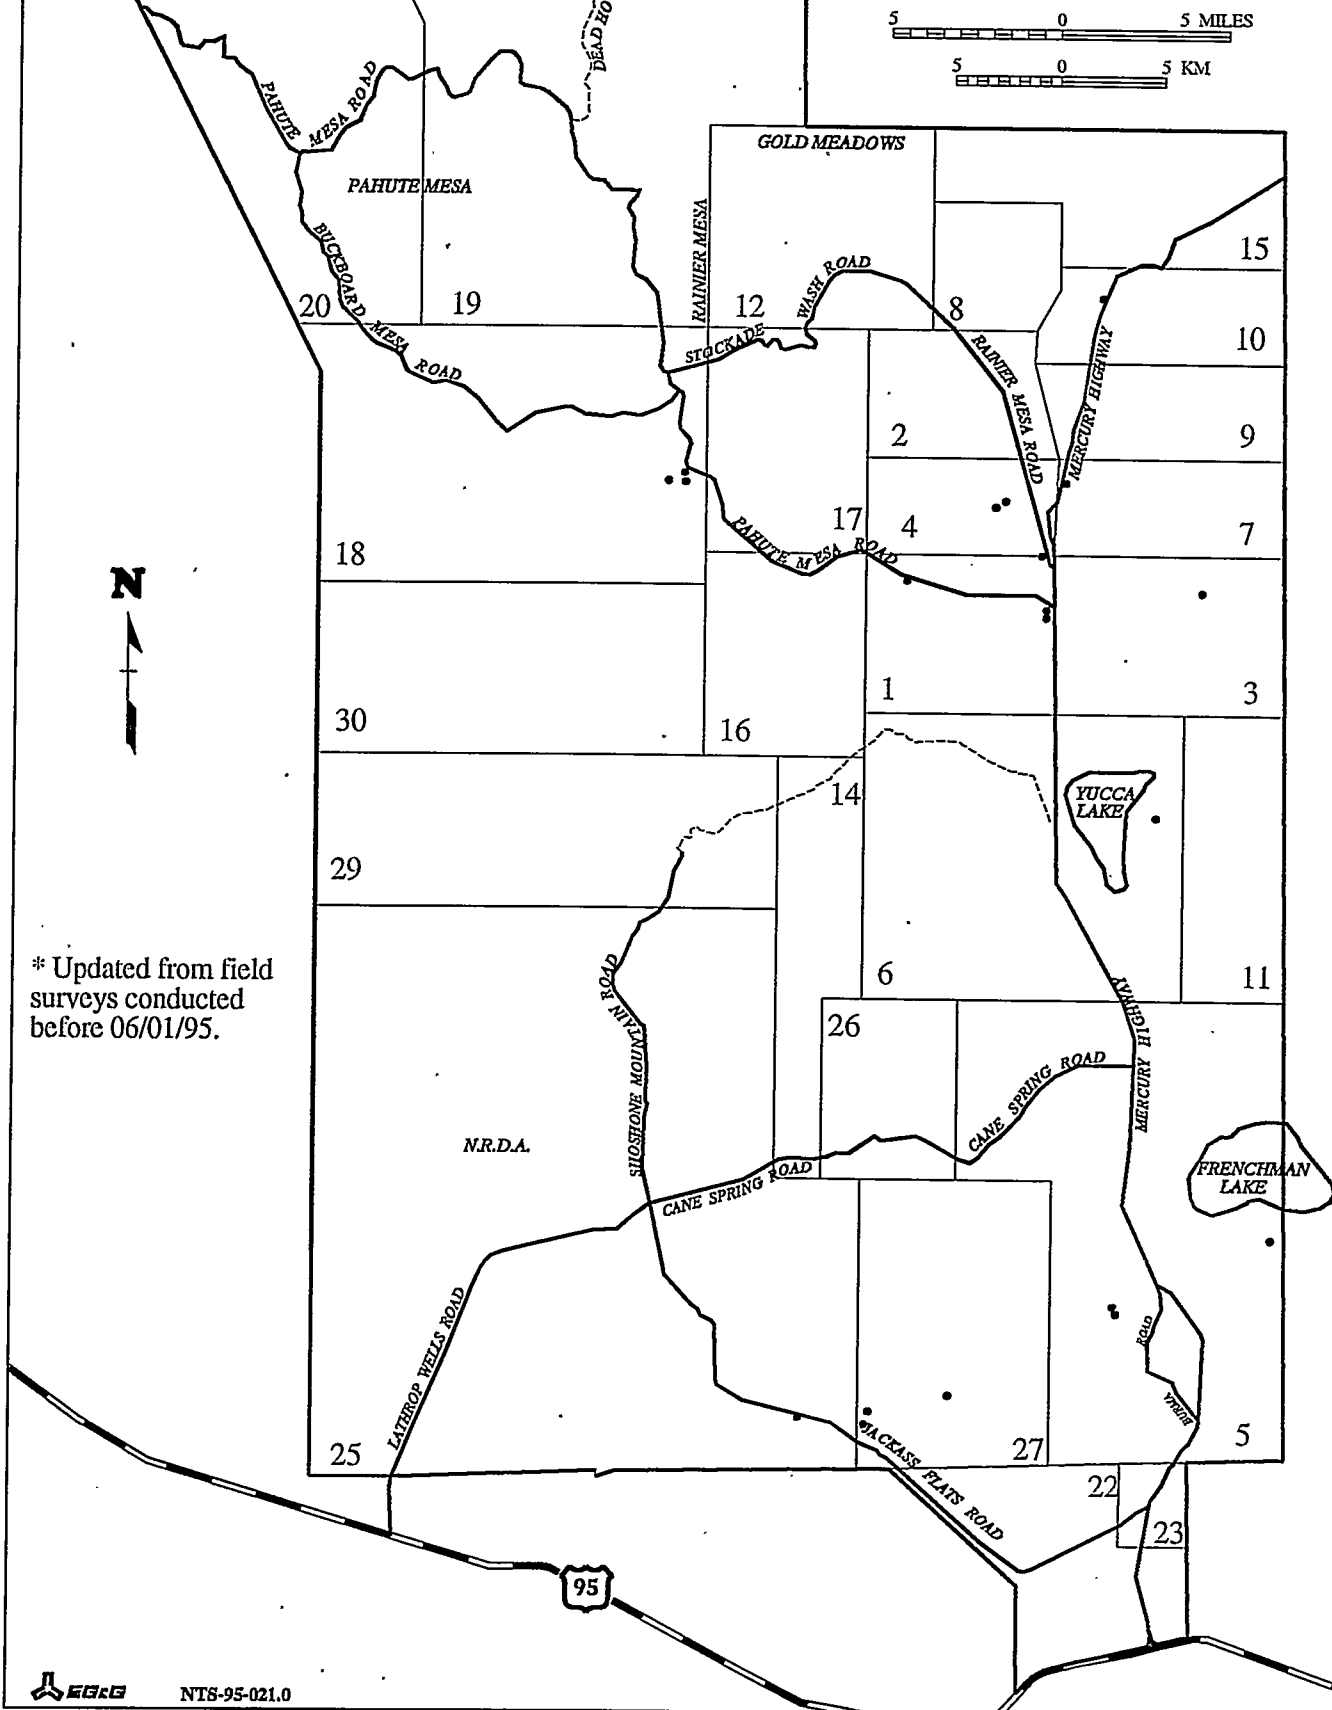 5 0 5 MILES
5 0 5 KM
DEAD HO
PAHUTE MESA ROAD
GOLD MEADOWS
PAHUTE MESA
RAINIER MESA
BUCKBOARD MESA ROAD
WASH ROAD
STOCKADE
15
20
19
12
8
10
RAINIER MESA ROAD
MERCURY HIGHWAY
2
9
17
4
7
PAHUTE MESA ROAD
18
N
1
3
30
16
14
YUCCA
LAKE
29
* Updated from field
surveys conducted
before 06/01/95.
6
11
SHOSHONE MOUNTAIN ROAD
MERCURY HIGHWAY
26
CANE SPRING ROAD
N.R.D.A.
CANE SPRING ROAD
FRENCHMAN
LAKE
LATHROP WELLS ROAD
ROAD
BURMA
25
27
5
JACKASS FLATS ROAD
22
23
95
EG&G
NTS-95-021.0